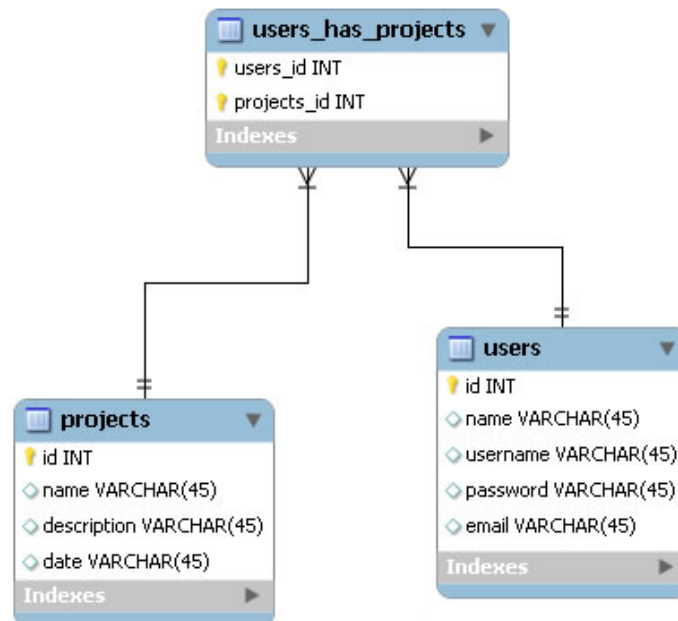 users_has_projects
users_id INT
projects_id INT
Indexes
projects
id INT
name VARCHAR(45)
description VARCHAR(45)
date VARCHAR(45)
Indexes
users
id INT
name VARCHAR(45)
username VARCHAR(45)
password VARCHAR(45)
email VARCHAR(45)
Indexes